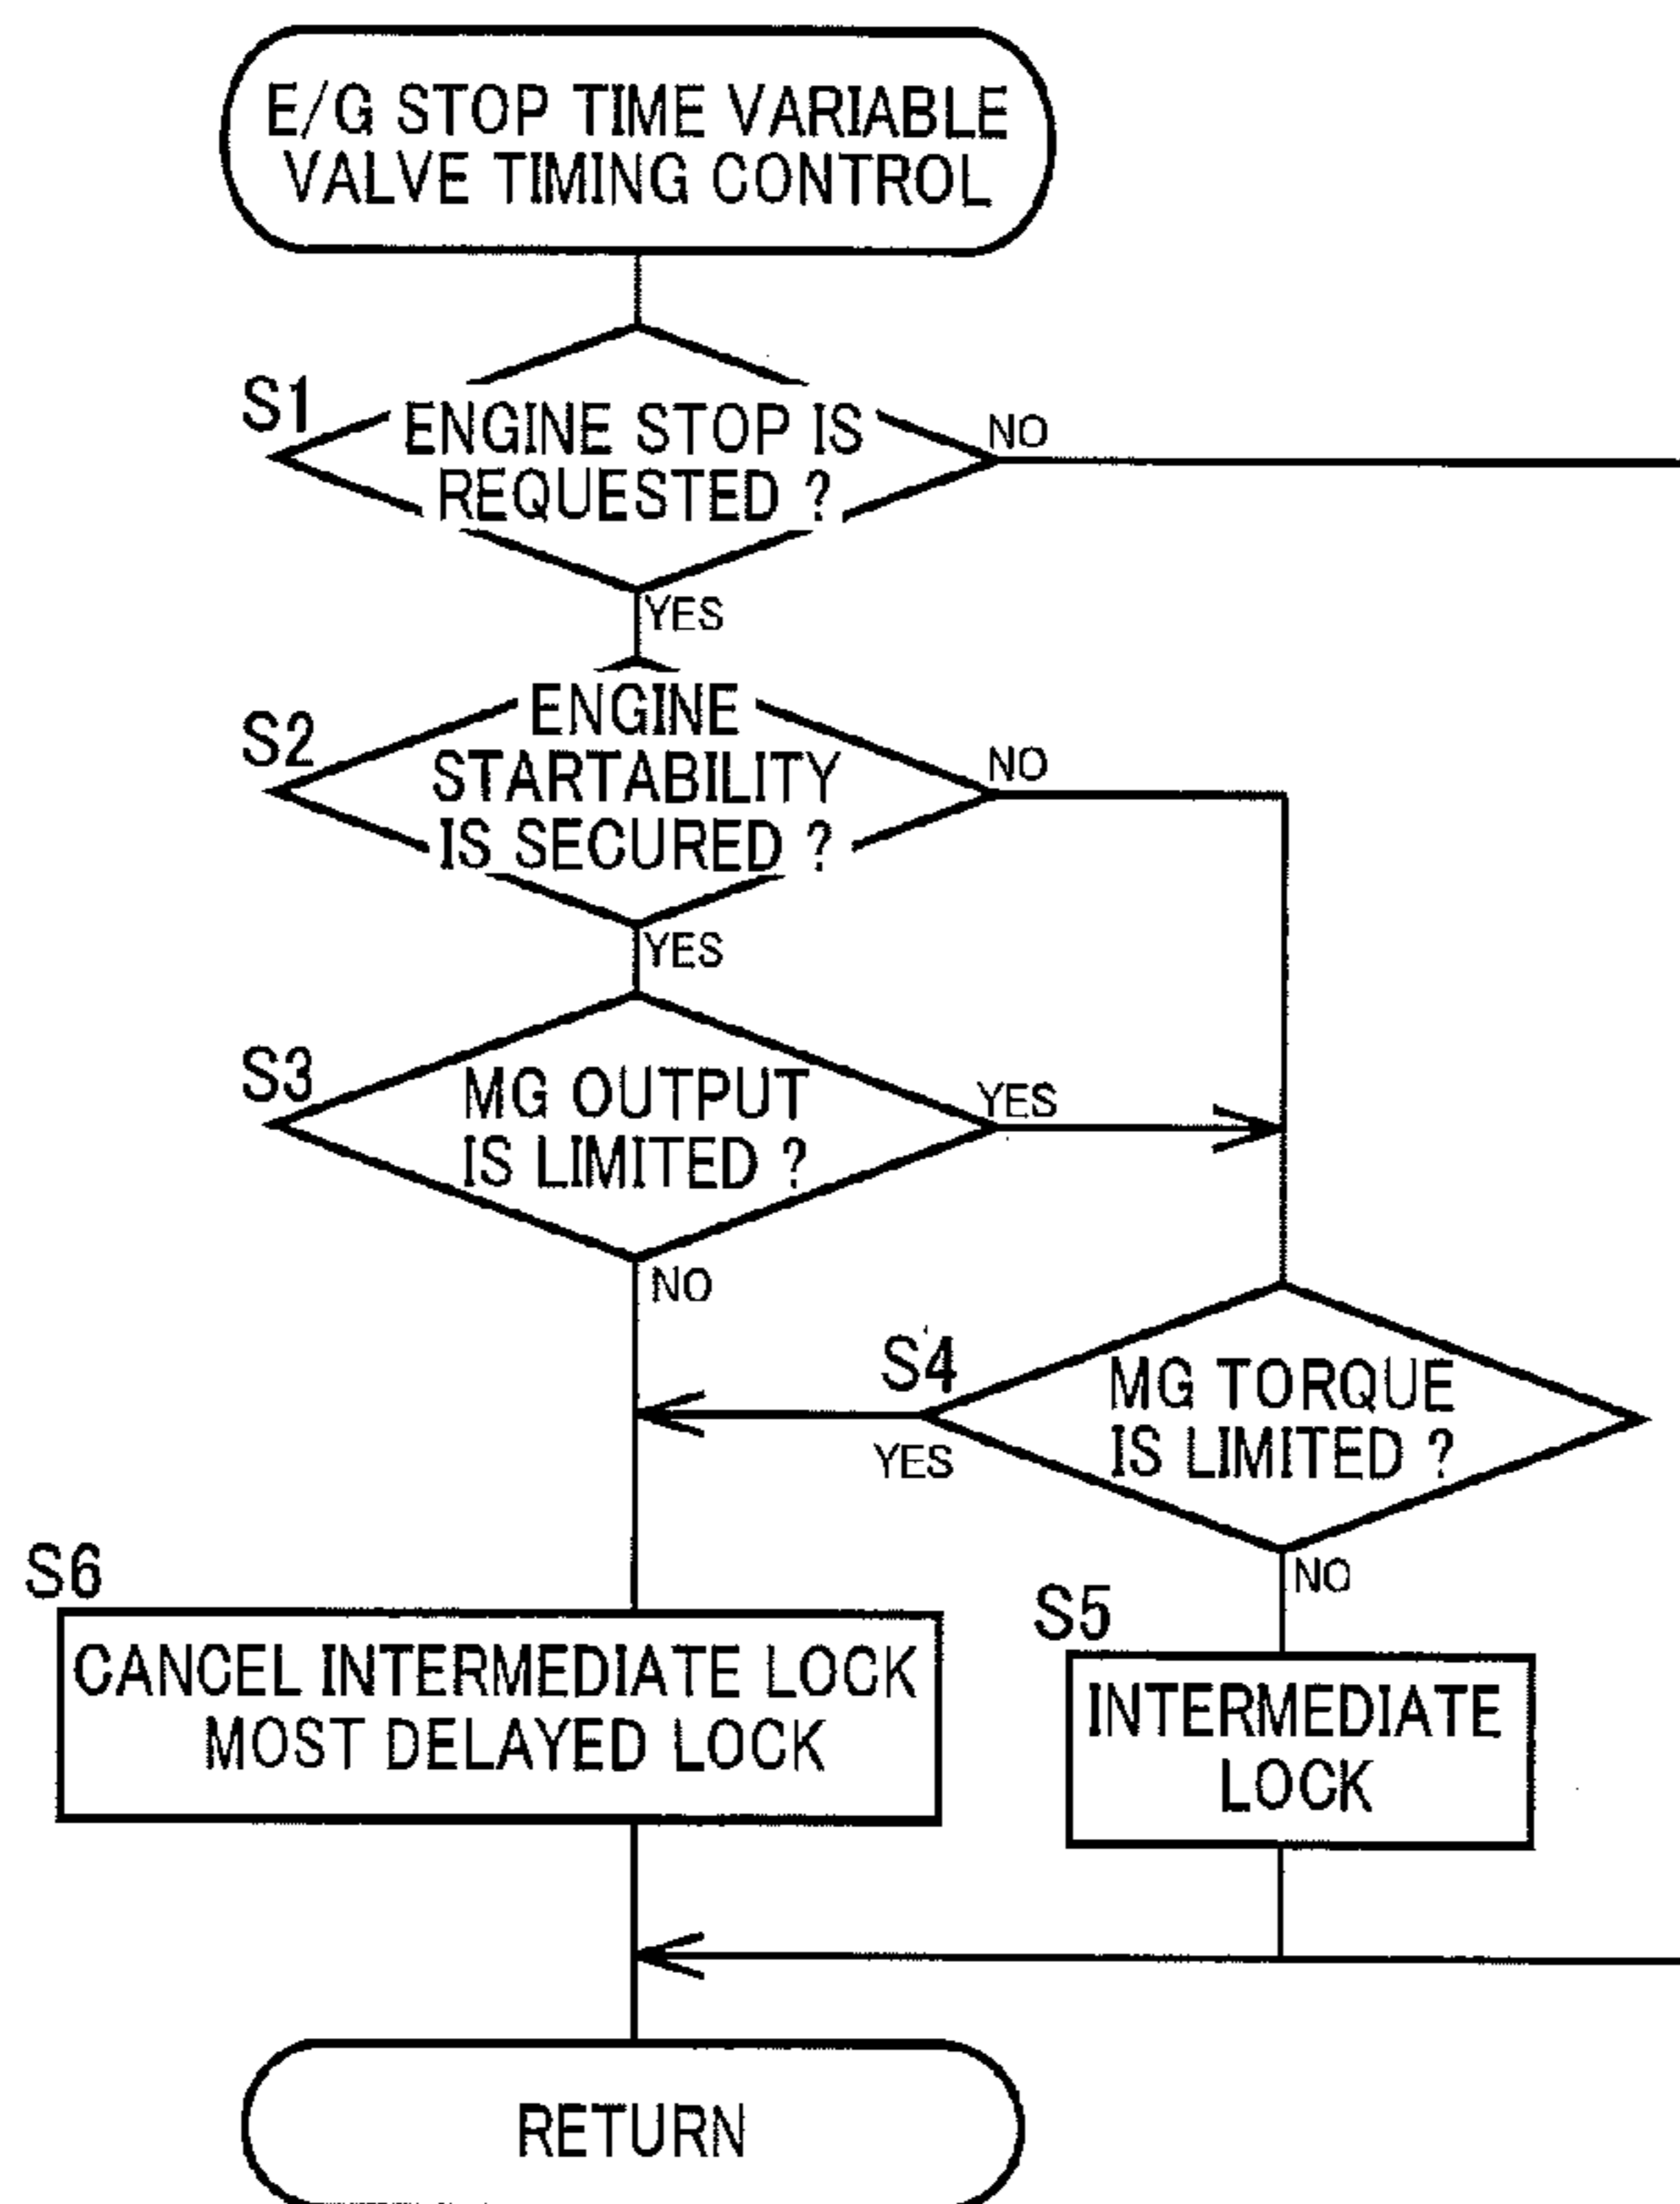 E/G STOP TIME VARIABLE
VALVE TIMING CONTROL
S1
ENGINE STOP IS
REQUESTED ?
NO
YES
S2
ENGINE
STARTABILITY
IS SECURED ?
NO
YES
S3
MG OUTPUT
IS LIMITED ?
YES
NO
S4
MG TORQUE
IS LIMITED ?
YES
NO
S6
CANCEL INTERMEDIATE LOCK
MOST DELAYED LOCK
S5
INTERMEDIATE
LOCK
RETURN